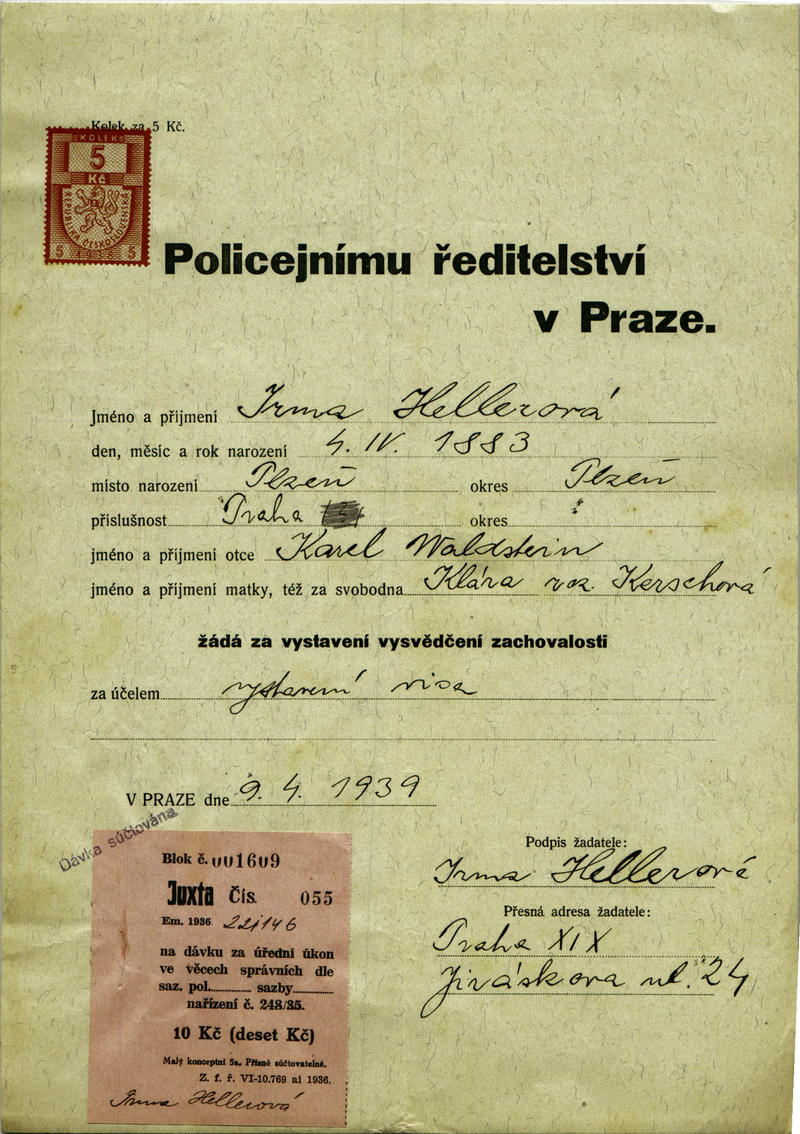 Kolek za 5 Kč.
KOLEK
5
Kč
REPUBLIKA ČESKOSLOVENSKÁ
5 1938 5
Policejnímu ředitelství
v Praze.
Jméno a příjmení Irma Hellerová
den, měsíc a rok narození 4. IV. 1883
místo narození Plzeň okres Plzeň
příslušnost Praha okres
jméno a příjmení otce Karel Waldstein
jméno a příjmení matky, též za svobodna Klára roz. Kerschová
žádá za vystavení vysvědčení zachovalosti
za účelem vystavení visa
V PRAZE dne 9. 4. 1939
Dávka súčtována.
Blok č. 001609
Juxta Čís. 055
Em. 1936 221146
na dávku za úřední úkon
ve věcech správních dle
saz. pol. sazby
nařízení č. 248/35.
10 Kč (deset Kč)
Malý konceptní 5a. Přísně súčtovatelné.
Z. f. ř. VI-10.769 ai 1936.
Irma Hellerová
Podpis žadatele:
Irma Hellerová
Přesná adresa žadatele:
Praha XIX
Jiráskova ul. 24